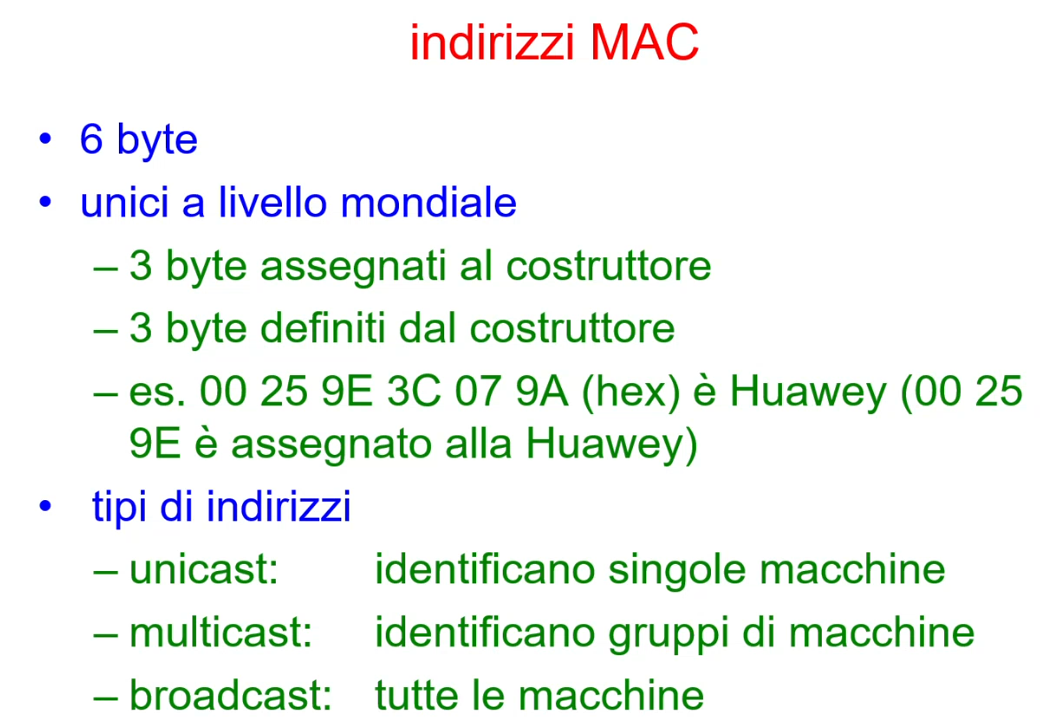 indirizzi MAC
• 6 byte
• unici a livello mondiale
– 3 byte assegnati al costruttore
– 3 byte definiti dal costruttore
– es. 00 25 9E 3C 07 9A (hex) è Huawey (00 25
9E è assegnato alla Huawey)
• tipi di indirizzi
– unicast: identificano singole macchine
– multicast: identificano gruppi di macchine
– broadcast: tutte le macchine